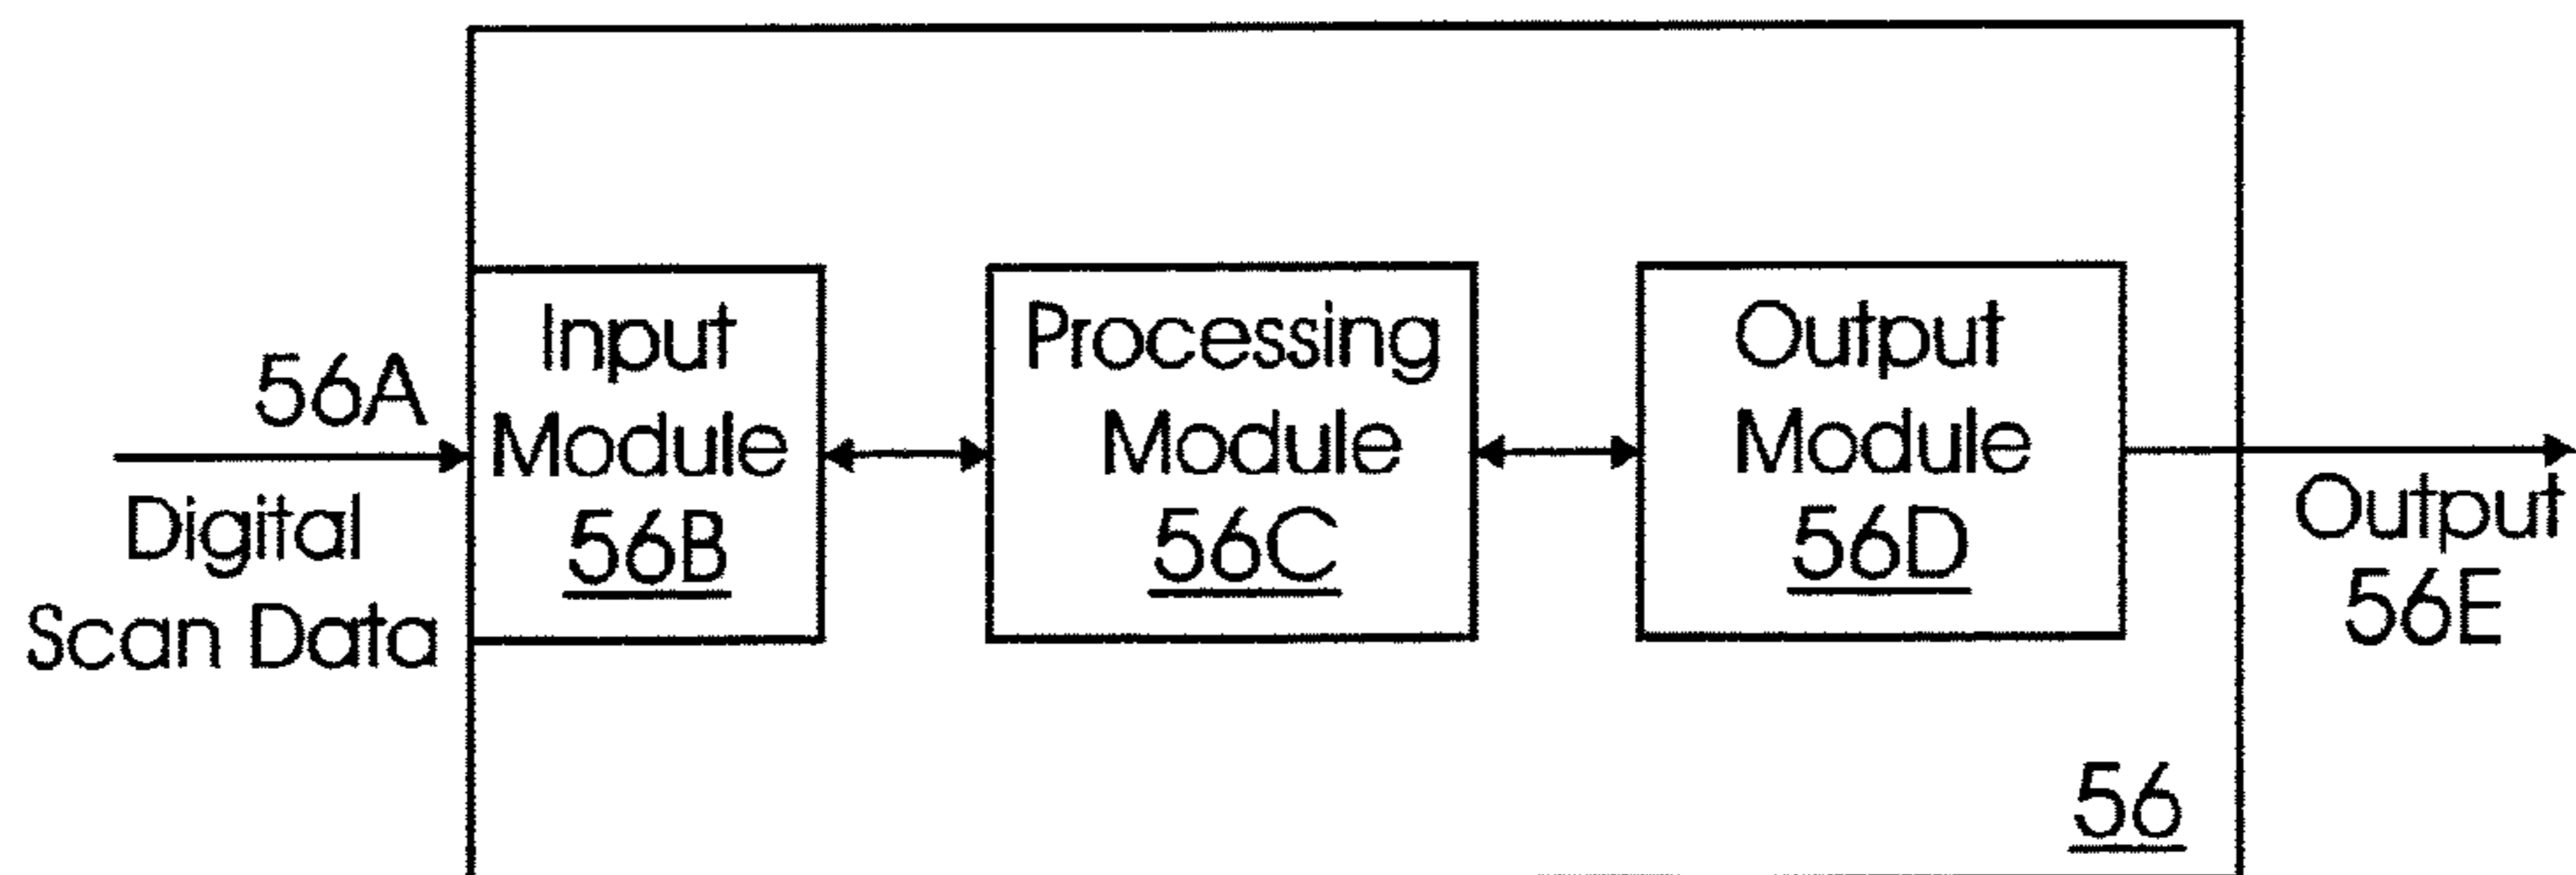 56A
Digital
Scan Data
Input
Module
56B
Processing
Module
56C
Output
Module
56D
Output
56E
56